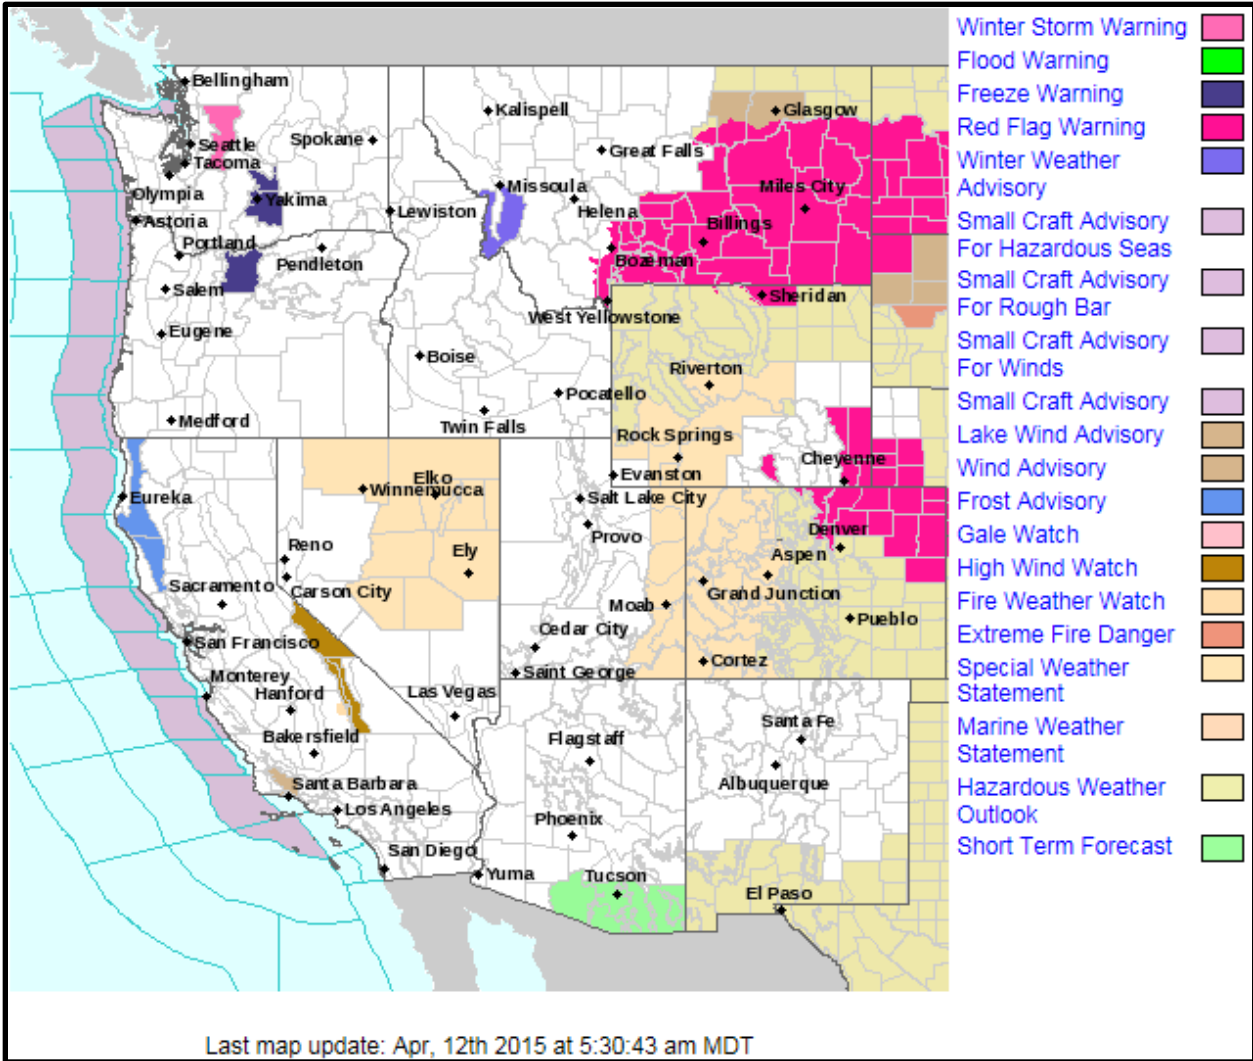 Bellingham
Seattle
Tacoma
Olympia
Spokane
Yakima
Astoria
Portland
Pendleton
Salem
Eugene
Medford
Kalispell
Great Falls
Glasgow
Missoula
Helena
Miles City
Lewiston
Billings
Bozeman
West Yellowstone
Sheridan
Boise
Pocatello
Twin Falls
Riverton
Rock Springs
Evanston
Cheyenne
Eureka
Winnemucca
Elko
Salt Lake City
Provo
Denver
Aspen
Reno
Ely
Carson City
Sacramento
Grand Junction
Moab
Pueblo
San Francisco
Cedar City
Cortez
Saint George
Monterey
Hanford
Las Vegas
Bakersfield
Flagstaff
Santa Fe
Albuquerque
Santa Barbara
Los Angeles
Phoenix
San Diego
Yuma
Tucson
El Paso
Winter Storm Warning
Flood Warning
Freeze Warning
Red Flag Warning
Winter Weather
Advisory
Small Craft Advisory
For Hazardous Seas
Small Craft Advisory
For Rough Bar
Small Craft Advisory
For Winds
Small Craft Advisory
Lake Wind Advisory
Wind Advisory
Frost Advisory
Gale Watch
High Wind Watch
Fire Weather Watch
Extreme Fire Danger
Special Weather
Statement
Marine Weather
Statement
Hazardous Weather
Outlook
Short Term Forecast
Last map update: Apr, 12th 2015 at 5:30:43 am MDT